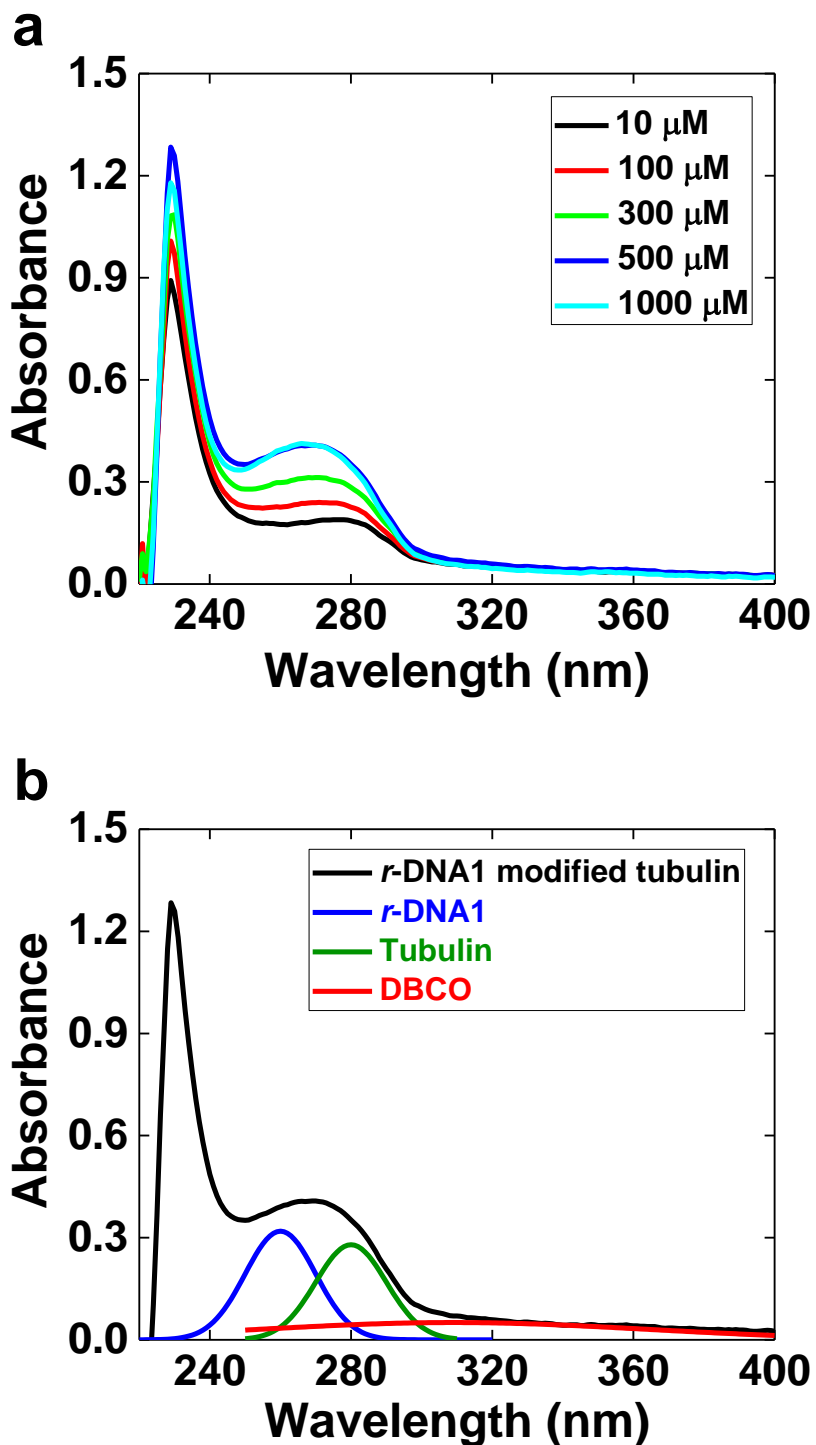 a
1.5
1.2
0.9
0.6
0.3
0.0
Absorbance
10 μM
100 μM
300 μM
500 μM
1000 μM
240 280 320 360 400
Wavelength (nm)
b
1.5
1.2
0.9
0.6
0.3
0.0
Absorbance
r-DNA1 modified tubulin
r-DNA1
Tubulin
DBCO
240 280 320 360 400
Wavelength (nm)